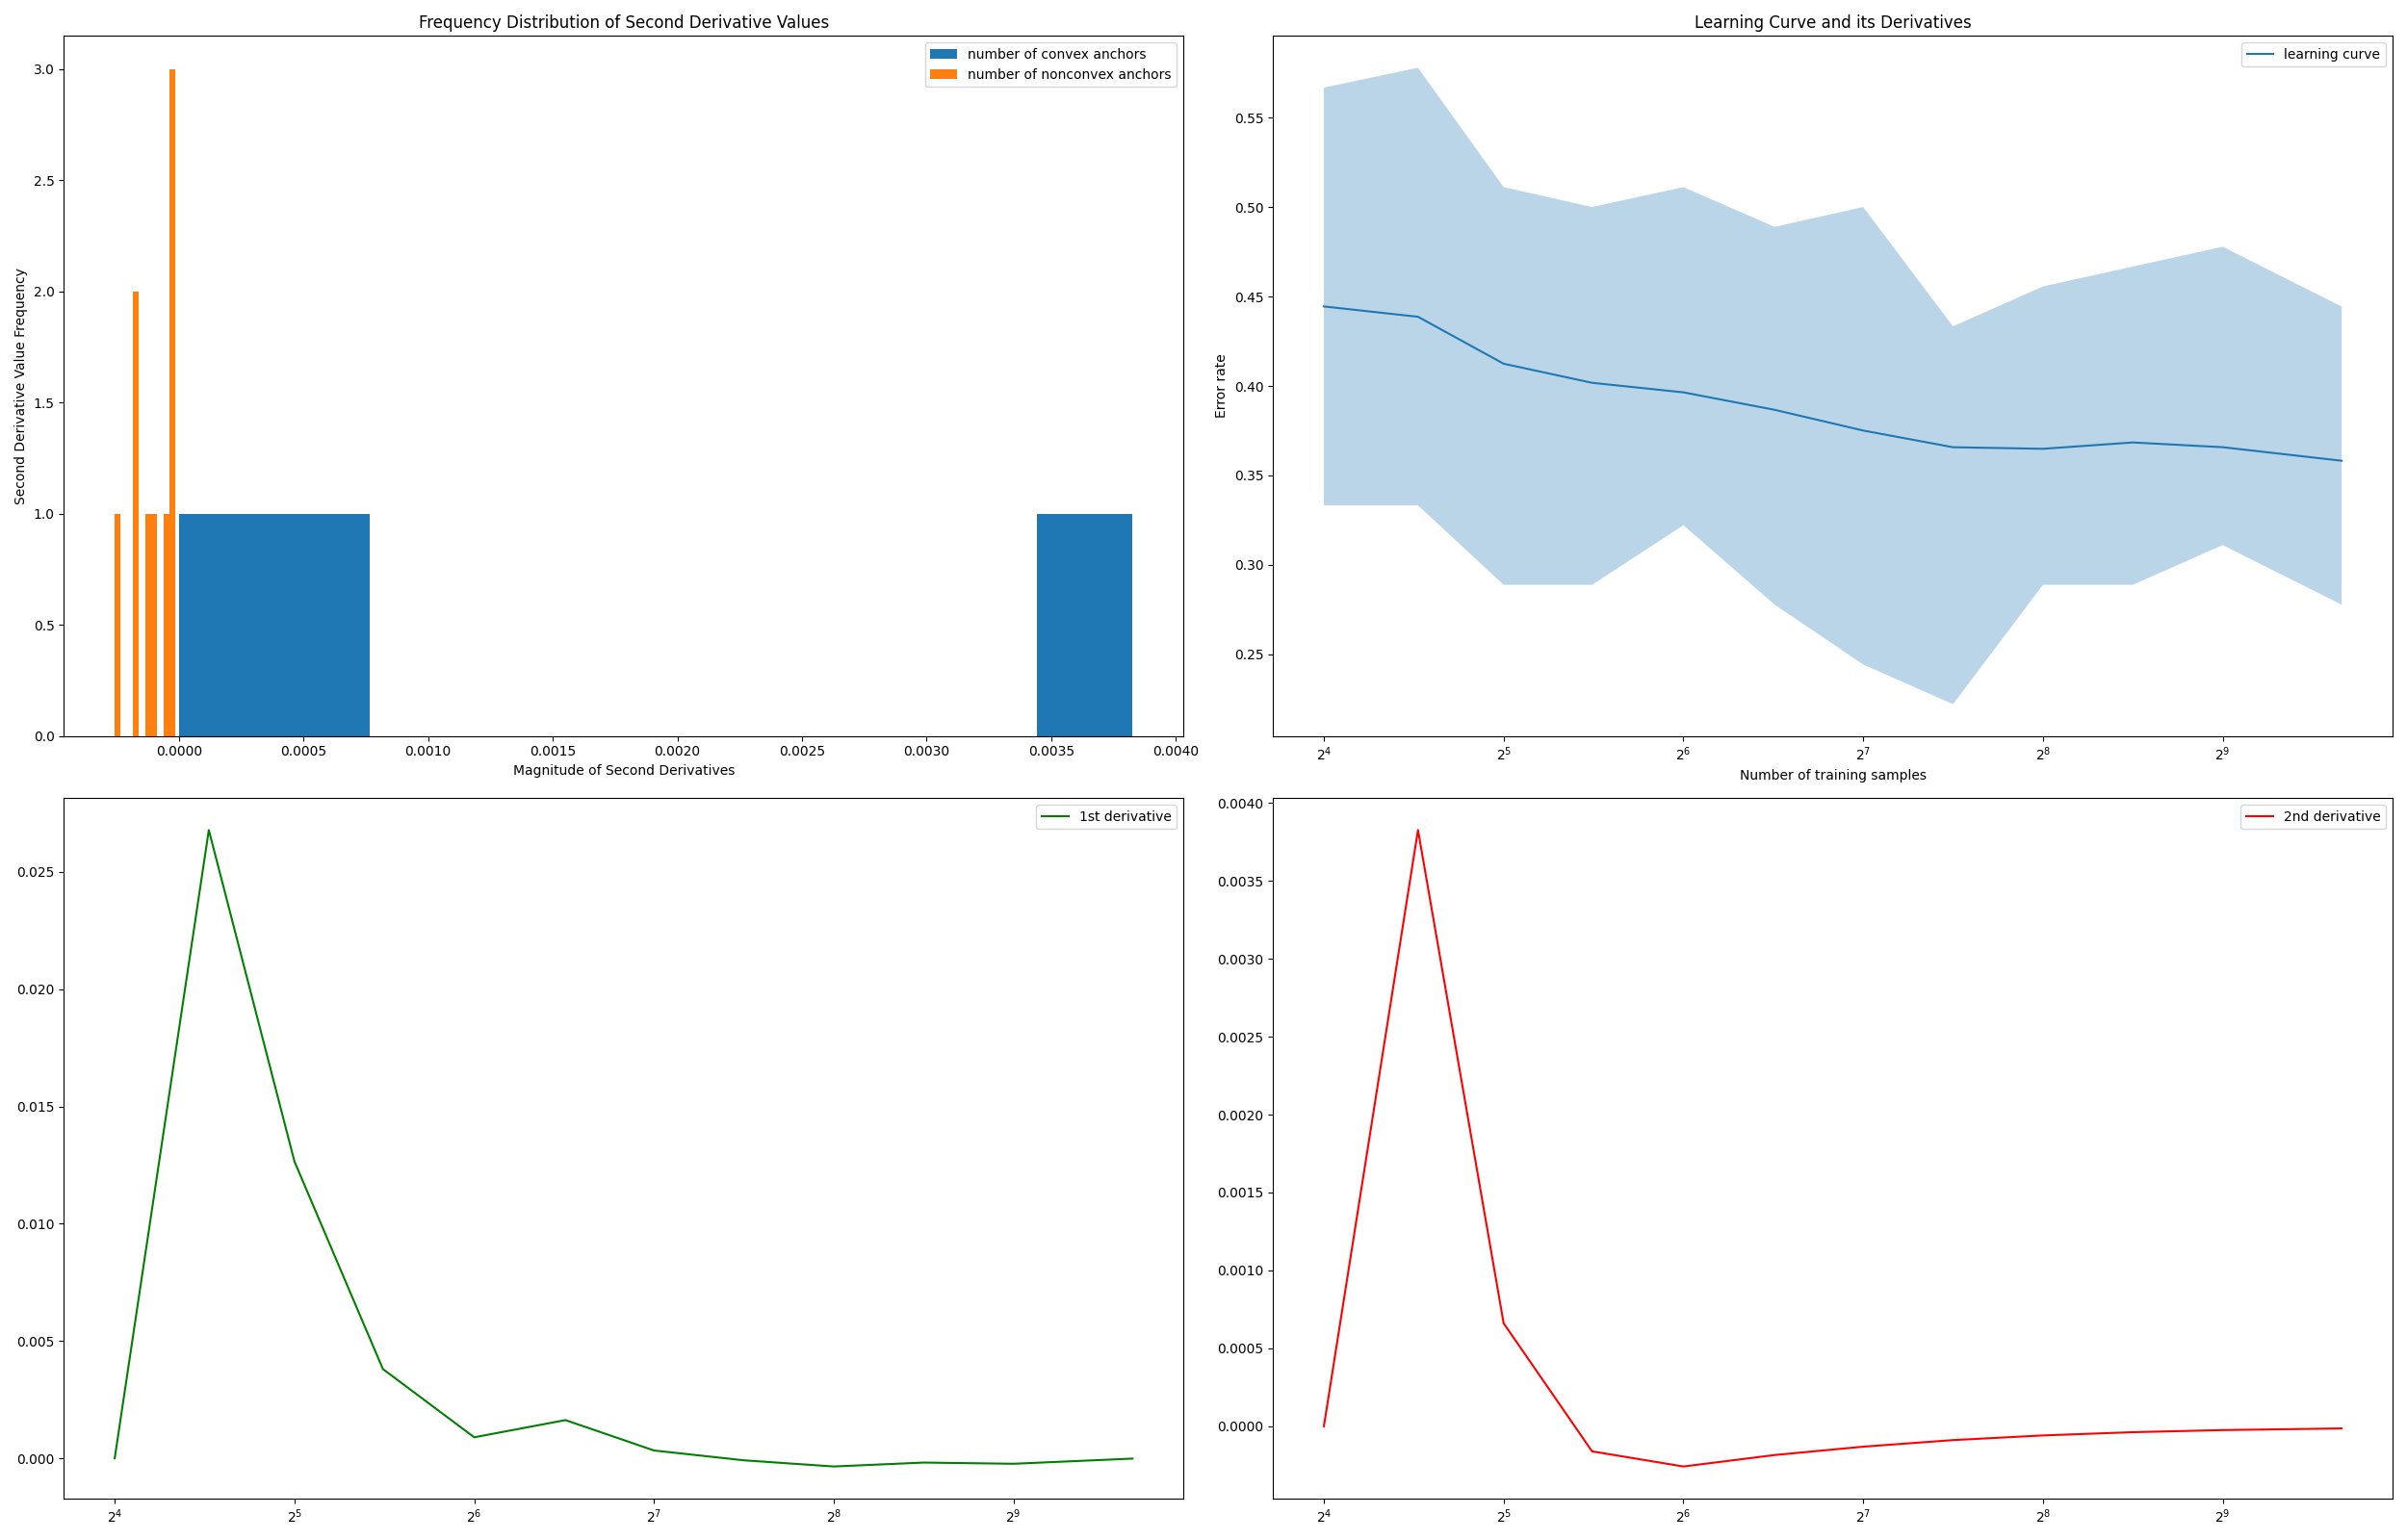 Frequency Distribution of Second Derivative Values
number of convex anchors
number of nonconvex anchors
3.0
2.5
2.0
1.5
1.0
0.5
0.0
Second Derivative Value Frequency
0.0000 0.0005 0.0010 0.0015 0.0020 0.0025 0.0030 0.0035 0.0040
Magnitude of Second Derivatives
Learning Curve and its Derivatives
learning curve
0.55
0.50
0.45
0.40
0.35
0.30
0.25
Error rate
2⁴ 2⁵ 2⁶ 2⁷ 2⁸ 2⁹
Number of training samples
1st derivative
0.025
0.020
0.015
0.010
0.005
0.000
2⁴ 2⁵ 2⁶ 2⁷ 2⁸ 2⁹
2nd derivative
0.0040
0.0035
0.0030
0.0025
0.0020
0.0015
0.0010
0.0005
0.0000
2⁴ 2⁵ 2⁶ 2⁷ 2⁸ 2⁹